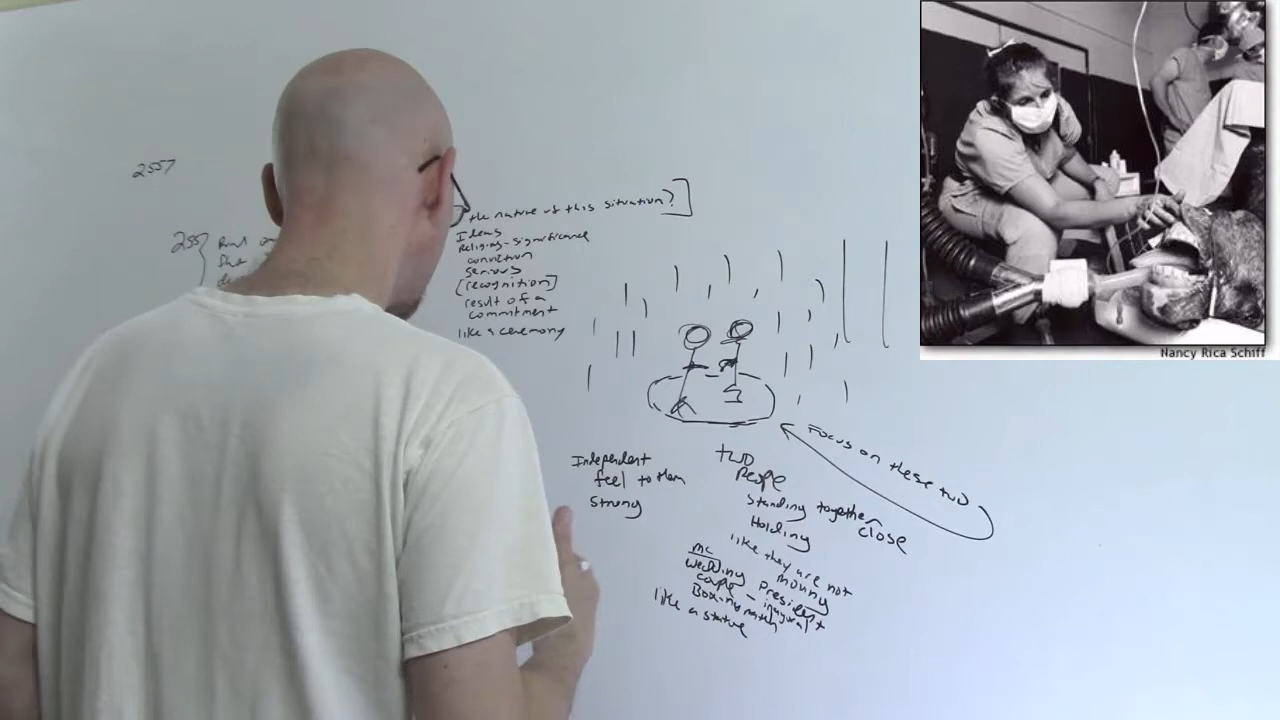 2557
the nature of this situation?]
Ideas
Religious-significance
conviction
serious
[recognition]
result of a
commitment
like a ceremony
2557
Focus on these two
Independent
feel to them
strong
two
people
standing together
close
Holding
like they are not
moving
MC
wedding
couple - inaugural
President
Boxing match
like a statue
Nancy Rica Schiff